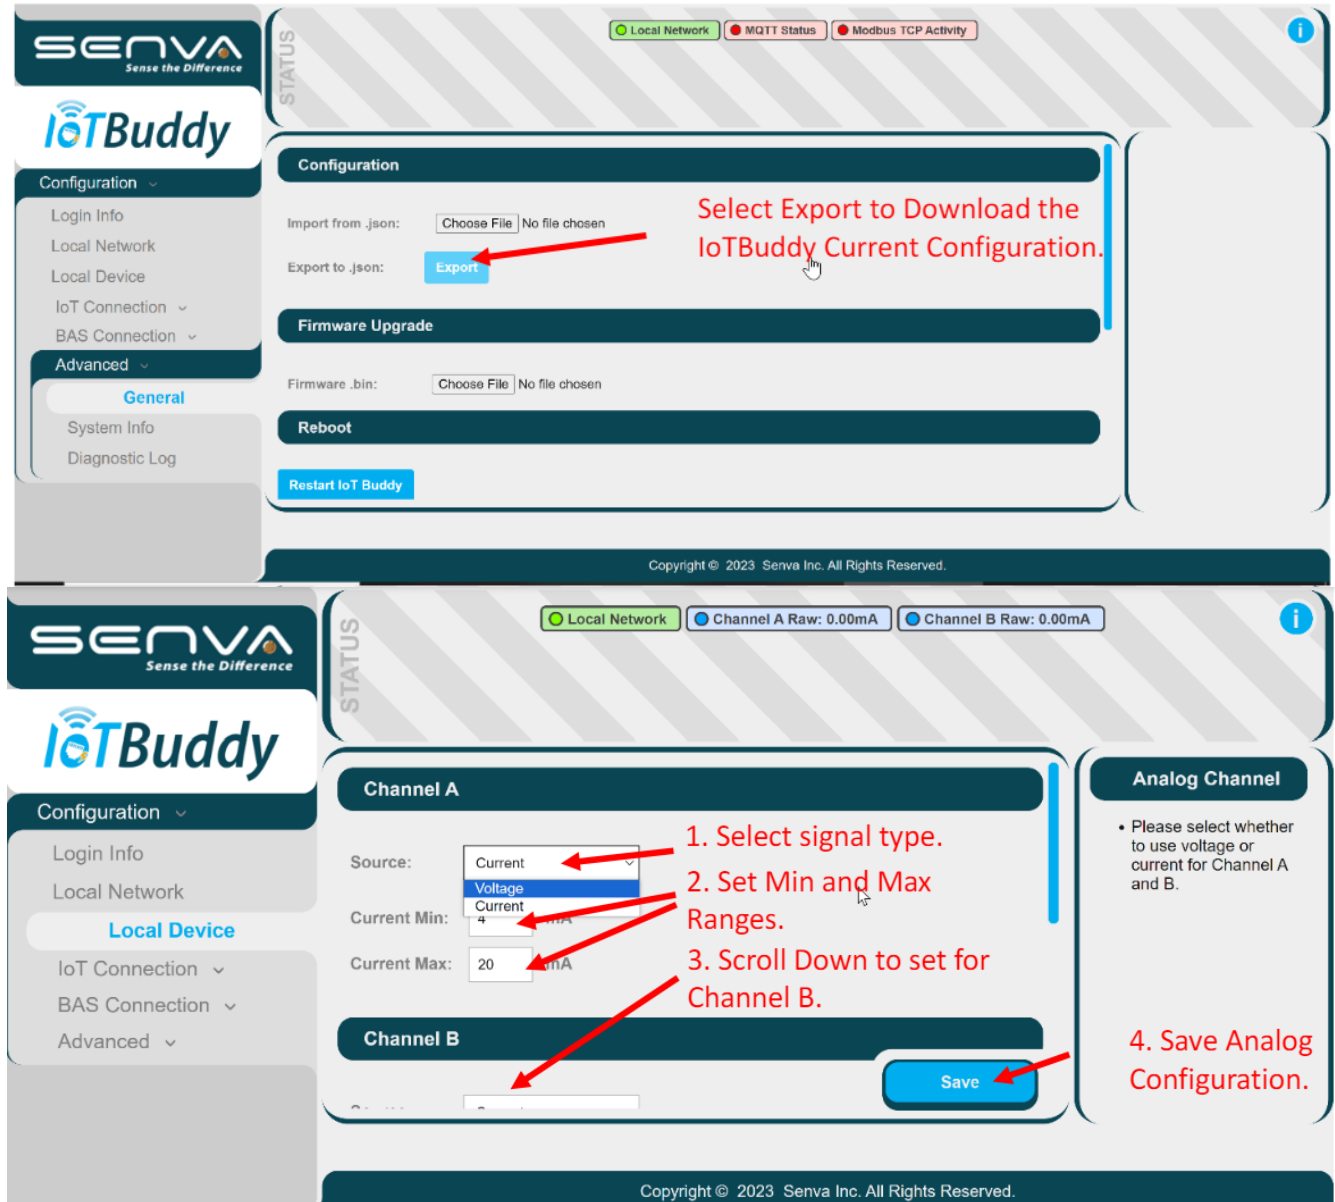 SENVA
Sense the Difference
IoTBuddy
Configuration
Login Info
Local Network
Local Device
IoT Connection
BAS Connection
Advanced
General
System Info
Diagnostic Log
STATUS
Local Network
MQTT Status
Modbus TCP Activity
i
Configuration
Import from .json: Choose File No file chosen
Export to .json: Export
Select Export to Download the
IoTBuddy Current Configuration.
Firmware Upgrade
Firmware .bin: Choose File No file chosen
Reboot
Restart IoT Buddy
Copyright © 2023 Senva Inc. All Rights Reserved.
SENVA
Sense the Difference
IoTBuddy
Configuration
Login Info
Local Network
Local Device
IoT Connection
BAS Connection
Advanced
STATUS
Local Network
Channel A Raw: 0.00mA
Channel B Raw: 0.00mA
i
Channel A
Source: Current
Voltage
Current
Current Min: 4 mA
Current Max: 20 mA
1. Select signal type.
2. Set Min and Max
Ranges.
3. Scroll Down to set for
Channel B.
Channel B
Save
4. Save Analog
Configuration.
Analog Channel
• Please select whether
to use voltage or
current for Channel A
and B.
Copyright © 2023 Senva Inc. All Rights Reserved.